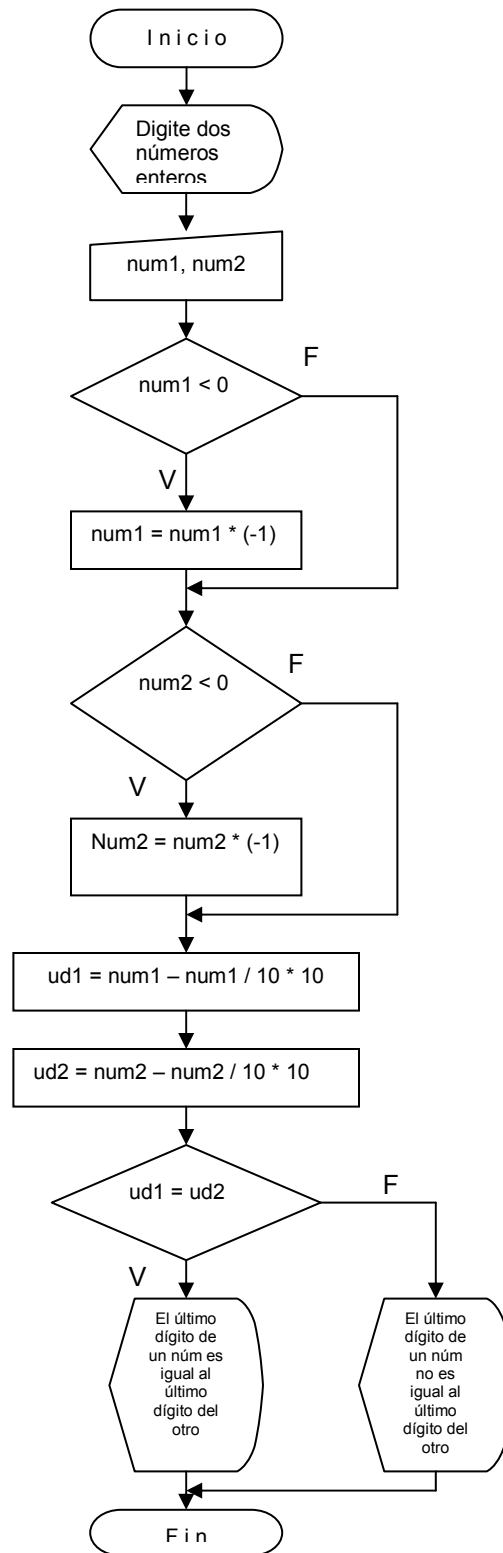 I n i c i o
Digite dos
números
enteros
num1, num2
num1 < 0
F
V
num1 = num1 * (-1)
num2 < 0
F
V
Num2 = num2 * (-1)
ud1 = num1 – num1 / 10 * 10
ud2 = num2 – num2 / 10 * 10
ud1 = ud2
F
V
El último
dígito de
un núm es
igual al
último
dígito del
otro
El último
dígito de
un núm
no es
igual al
último
dígito del
otro
F i n